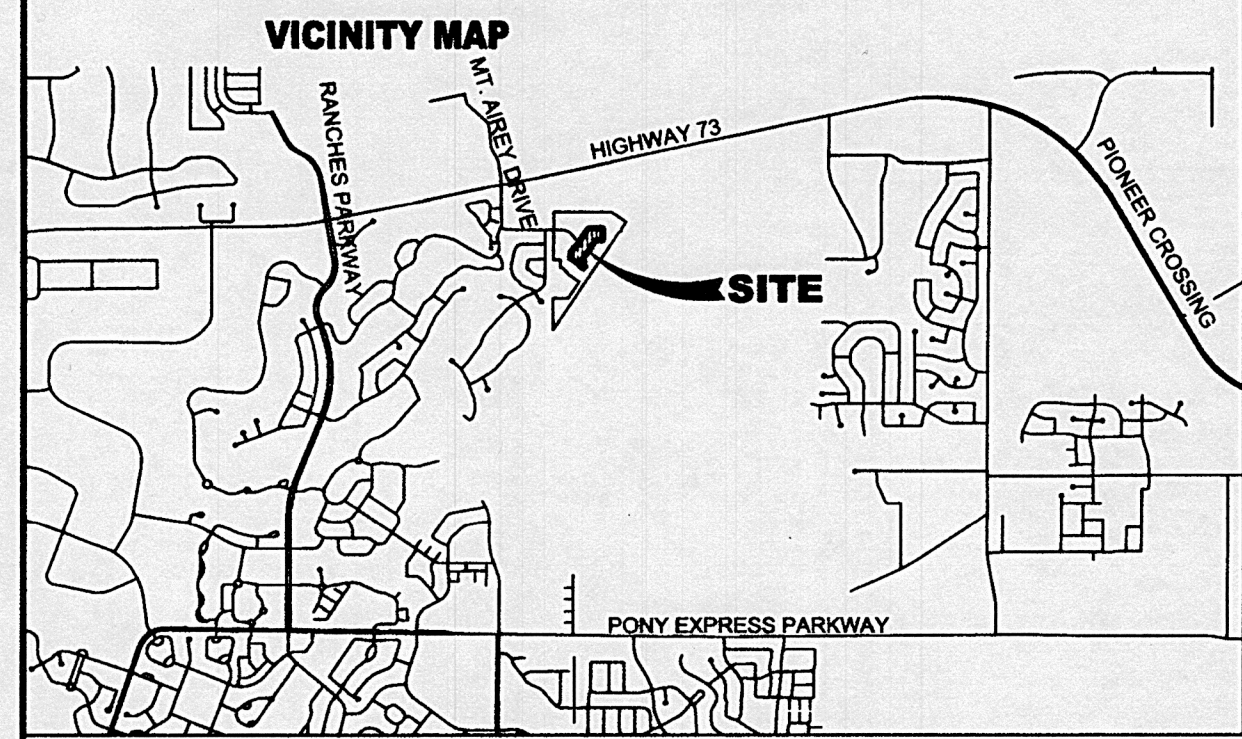 VICINITY MAP
MT. AIREY DRIVE
RANCHES PARKWAY
HIGHWAY 73
PIONEER CROSSING
SITE
PONY EXPRESS PARKWAY